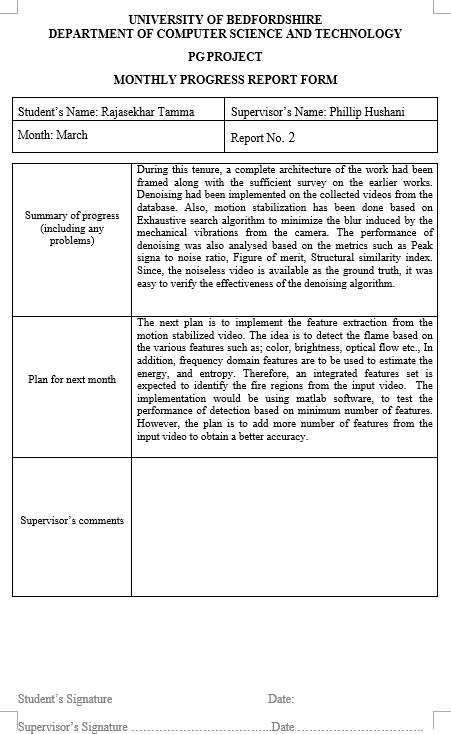 UNIVERSITY OF BEDFORDSHIRE
DEPARTMENT OF COMPUTER SCIENCE AND TECHNOLOGY
PG PROJECT
MONTHLY PROGRESS REPORT FORM
Student's Name: Rajasekhar Tamma
Supervisor's Name: Phillip Hushani
Month: March
Report No. 2
Summary of progress
(including any
problems)
During this tenure, a complete architecture of the work had been
framed along with the sufficient survey on the earlier works.
Denoising had been implemented on the collected videos from the
database. Also, motion stabilization has been done based on
Exhaustive search algorithm to minimize the blur induced by the
mechanical vibrations from the camera. The performance of
denoising was also analysed based on the metrics such as Peak
signa to noise ratio, Figure of merit, Structural similarity index.
Since, the noiseless video is available as the ground truth, it was
easy to verify the effectiveness of the denoising algorithm.
Plan for next month
The next plan is to implement the feature extraction from the
motion stabilized video. The idea is to detect the flame based on
the various features such as; color, brightness, optical flow etc., In
addition, frequency domain features are to be used to estimate the
energy, and entropy. Therefore, an integrated features set is
expected to identify the fire regions from the input video. The
implementation would be using matlab software, to test the
performance of detection based on minimum number of features.
However, the plan is to add more number of features from the
input video to obtain a better accuracy.
Supervisor's comments
Student's Signature
Date:
Supervisor's Signature ……………………………..Date …………………………..